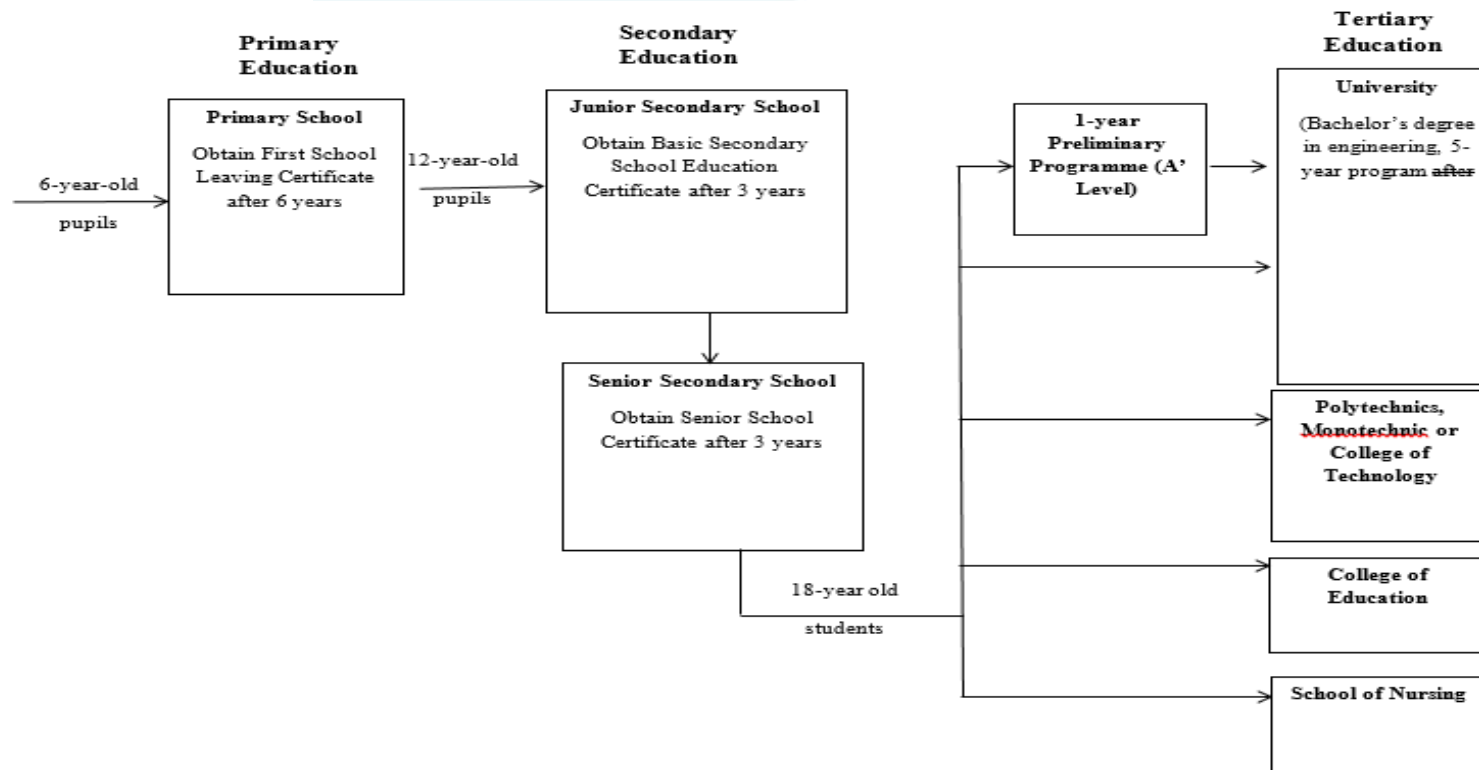 Primary
Education
Secondary
Education
Tertiary
Education
6-year-old
pupils
Primary School
Obtain First School
Leaving Certificate
after 6 years
12-year-old
pupils
Junior Secondary School
Obtain Basic Secondary
School Education
Certificate after 3 years
Senior Secondary School
Obtain Senior School
Certificate after 3 years
18-year old
students
1-year
Preliminary
Programme (A’
Level)
University
(Bachelor’s degree
in engineering, 5-
year program after
Polytechnics,
Monotechnic or
College of
Technology
College of
Education
School of Nursing